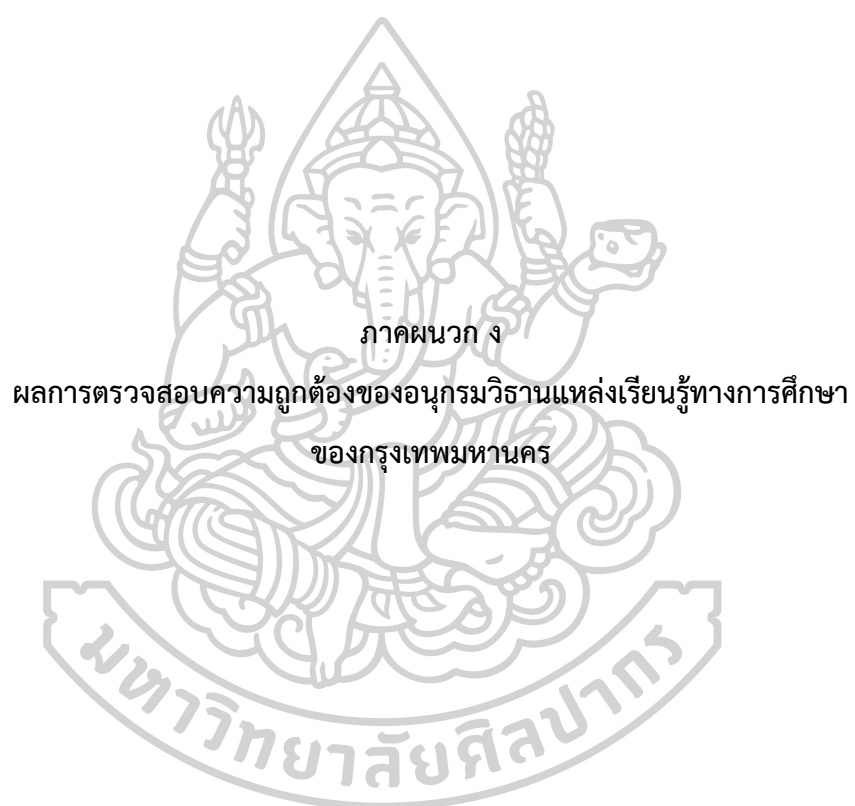 ภาคผนวก ง
ผลการตรวจสอบความถูกต้องของอนุกรมวิธานแหล่งเรียนรู้ทางการศึกษา
ของกรุงเทพมหานคร
มหาวิทยาลัยศิลปากร